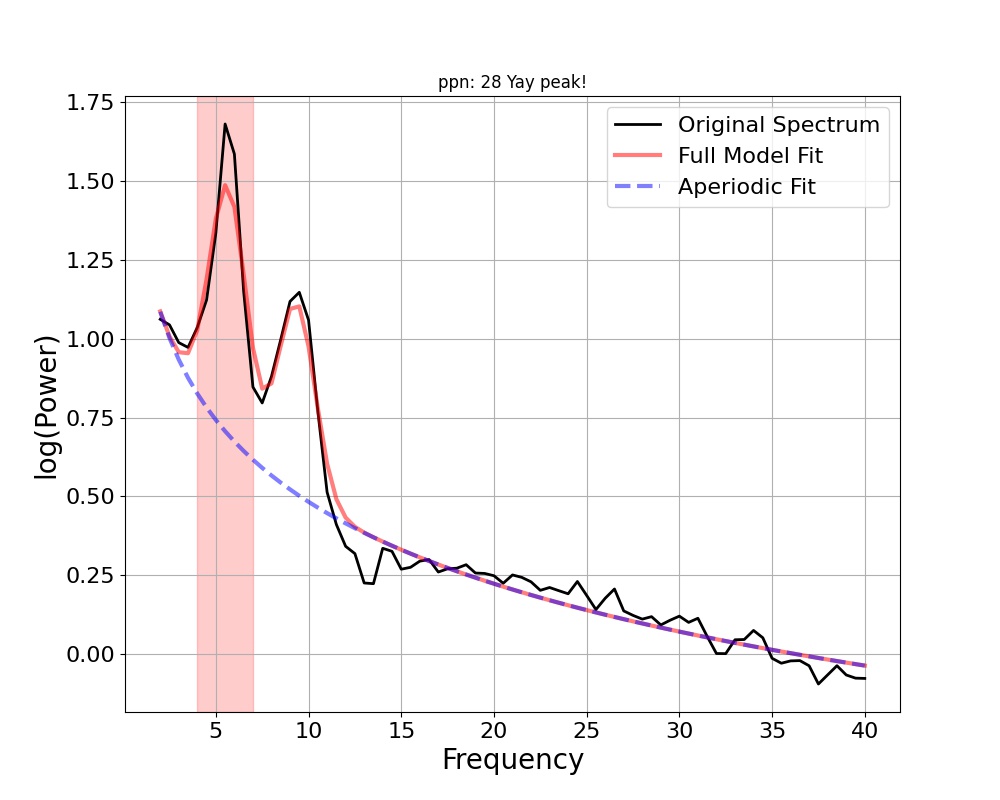 ppn: 28 Yay peak!
Original Spectrum
Full Model Fit
Aperiodic Fit
log(Power)
1.75
1.50
1.25
1.00
0.75
0.50
0.25
0.00
5 10 15 20 25 30 35 40
Frequency